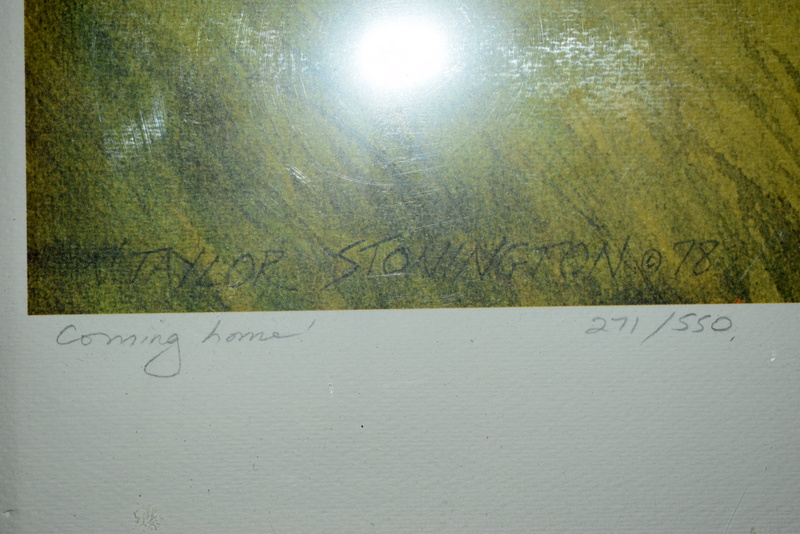 TAYLOR STONINGTON © 78
Coming home!
271/550